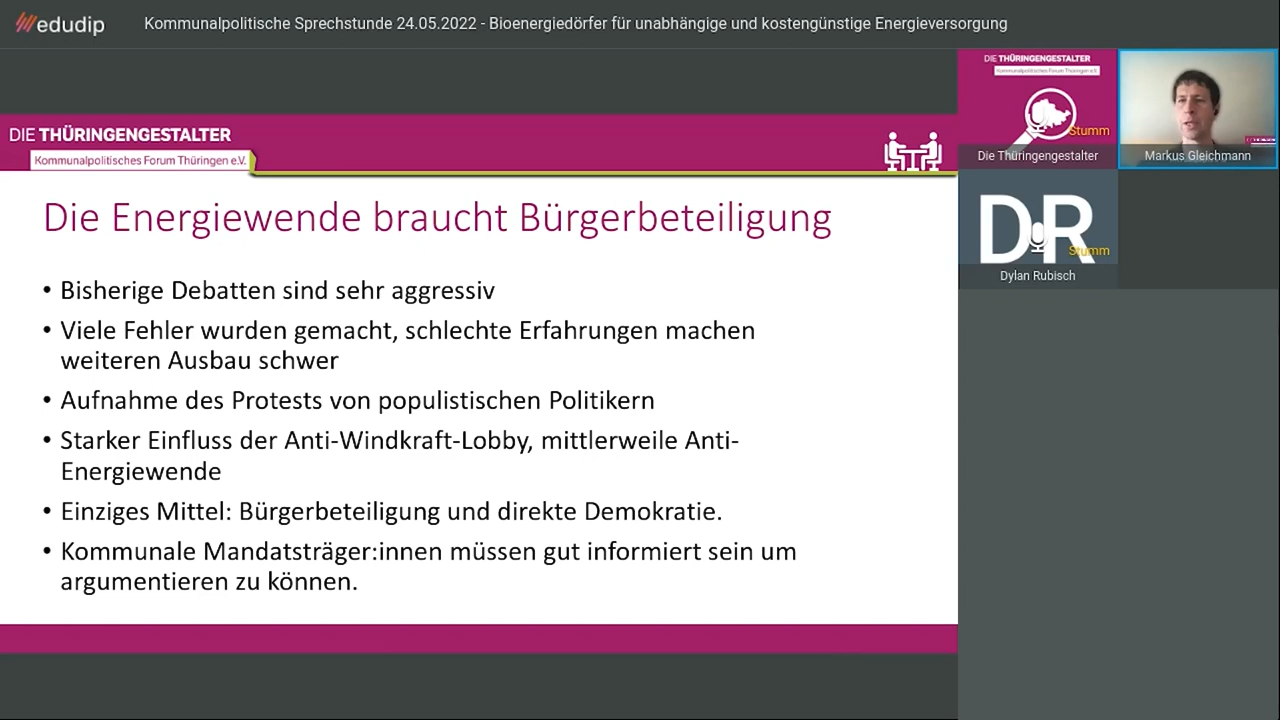 edudip
Kommunalpolitische Sprechstunde 24.05.2022 - Bioenergiedörfer für unabhängige und kostengünstige Energieversorgung
DIE THÜRINGENGESTALTER
Kommunalpolitisches Forum Thüringen e.V.
Die Energiewende braucht Bürgerbeteiligung
• Bisherige Debatten sind sehr aggressiv
• Viele Fehler wurden gemacht, schlechte Erfahrungen machen
weiteren Ausbau schwer
• Aufnahme des Protests von populistischen Politikern
• Starker Einfluss der Anti-Windkraft-Lobby, mittlerweile Anti-
Energiewende
• Einziges Mittel: Bürgerbeteiligung und direkte Demokratie.
• Kommunale Mandatsträger:innen müssen gut informiert sein um
argumentieren zu können.
DIE THÜRINGENGESTALTER
Kommunalpolitisches Forum Thüringen e.V.
Stumm
Die Thüringengestalter
Markus Gleichmann
DR
Stumm
Dylan Rubisch